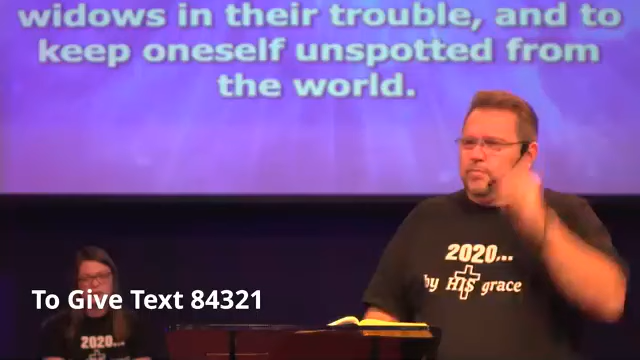 widows in their trouble, and to
keep oneself unspotted from
the world.
2020...
by HIS grace
To Give Text 84321
2020...